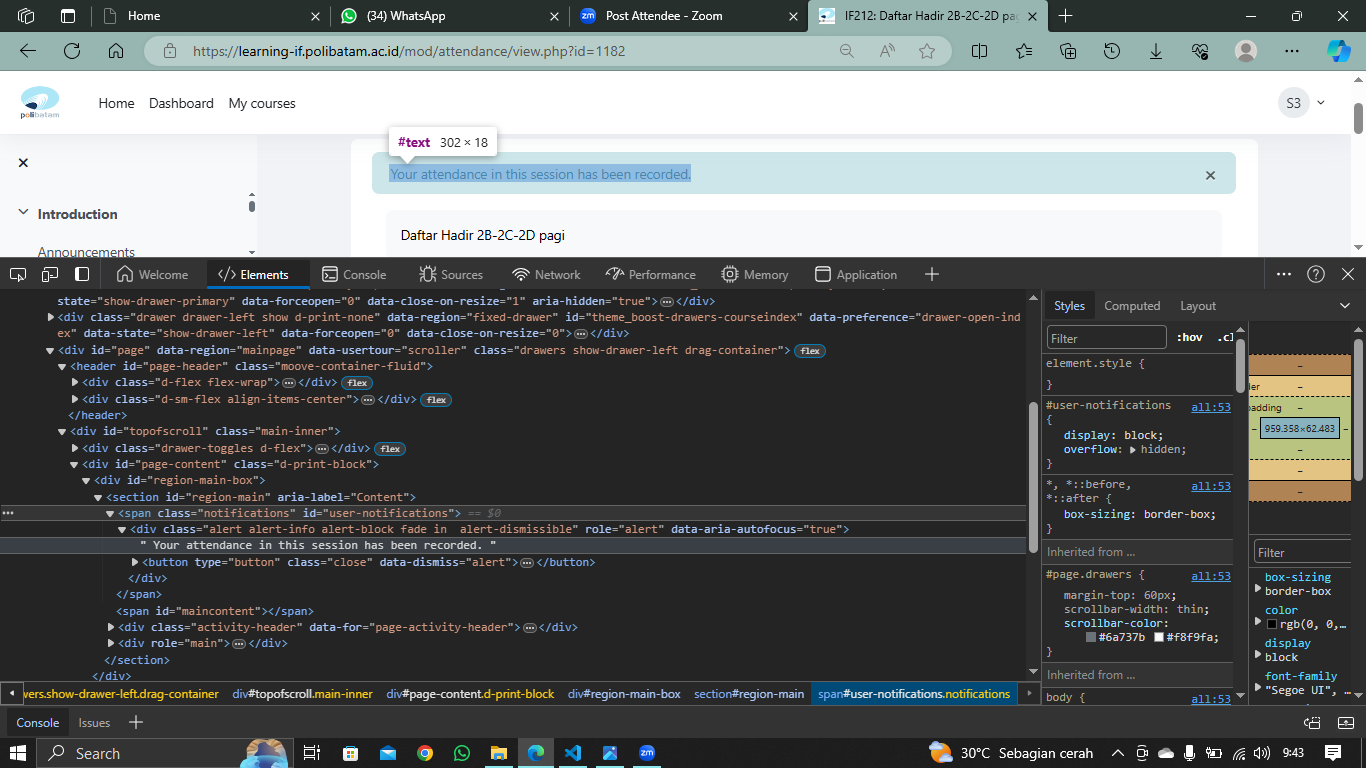 Home
(34) WhatsApp
Post Attendee - Zoom
IF212: Daftar Hadir 2B-2C-2D pag
https://learning-if.polibatam.ac.id/mod/attendance/view.php?id=1182
polibatam
Home Dashboard My courses
S3
#text 302 × 18
Your attendance in this session has been recorded.
Introduction
Announcements
Daftar Hadir 2B-2C-2D pagi
Welcome Elements Console Sources Network Performance Memory Application
state="show-drawer-primary" data-forceopen="0" data-close-on-resize="1" aria-hidden="true"> … </div>
<div class="drawer drawer-left show d-print-none" data-region="fixed-drawer" id="theme_boost-drawers-courseindex" data-preference="drawer-open-ind
ex" data-state="show-drawer-left" data-forceopen="0" data-close-on-resize="0"> … </div>
<div id="page" data-region="mainpage" data-usertour="scroller" class="drawers show-drawer-left drag-container"> flex
<header id="page-header" class="moove-container-fluid">
<div class="d-flex flex-wrap"> … </div> flex
<div class="d-sm-flex align-items-center"> … </div> flex
</header>
<div id="topofscroll" class="main-inner">
<div class="drawer-toggles d-flex"> … </div> flex
<div id="page-content" class="d-print-block">
<div id="region-main-box">
<section id="region-main" aria-label="Content">
<span class="notifications" id="user-notifications"> == $0
<div class="alert alert-info alert-block fade in  alert-dismissible" role="alert" data-aria-autofocus="true">
" Your attendance in this session has been recorded. "
<button type="button" class="close" data-dismiss="alert"> … </button>
</div>
</span>
<span id="maincontent"></span>
<div class="activity-header" data-for="page-activity-header"> … </div>
<div role="main"> … </div>
</section>
</div>
wers.show-drawer-left.drag-container div#topofscroll.main-inner div#page-content.d-print-block div#region-main-box section#region-main span#user-notifications.notifications
Styles Computed Layout
Filter :hov .cl
element.style {
}
#user-notifications all:53
{
display: block;
overflow: hidden;
}
*, *::before, all:53
*::after {
box-sizing: border-box;
}
Inherited from ...
#page.drawers { all:53
margin-top: 60px;
scrollbar-width: thin;
scrollbar-color:
#6a737b #f8f9fa;
}
Inherited from ...
body { all:53
–
der –
padding –
– 959.358×62.483 –
–
–
–
Filter
box-sizing
border-box
color
rgb(0, 0,…
display
block
font-family
"Segoe UI", …
Console Issues
Search
30°C Sebagian cerah
9:43